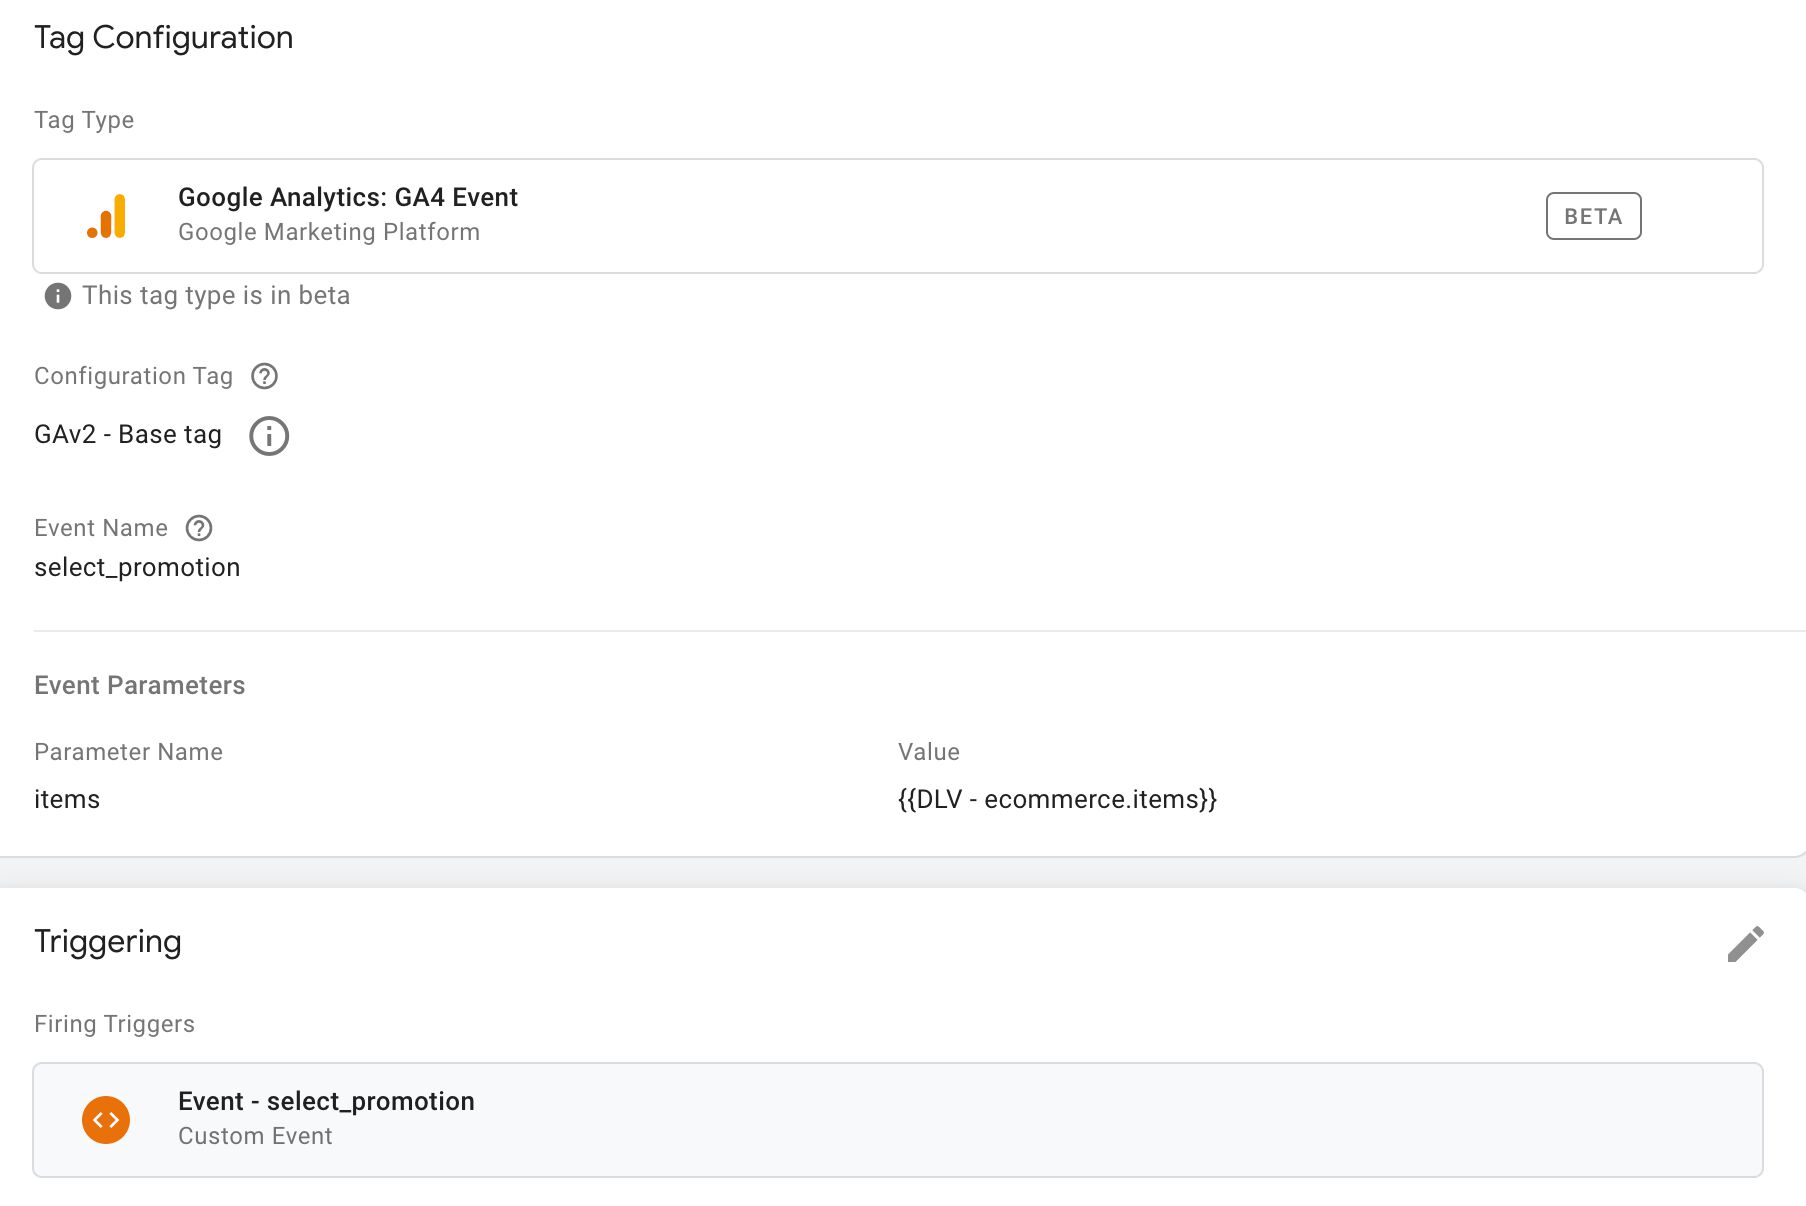 Tag Configuration
Tag Type
Google Analytics: GA4 Event
Google Marketing Platform
BETA
This tag type is in beta
Configuration Tag
GAv2 - Base tag
Event Name
select_promotion
Event Parameters
Parameter Name
Value
items
{{DLV - ecommerce.items}}
Triggering
Firing Triggers
Event - select_promotion
Custom Event